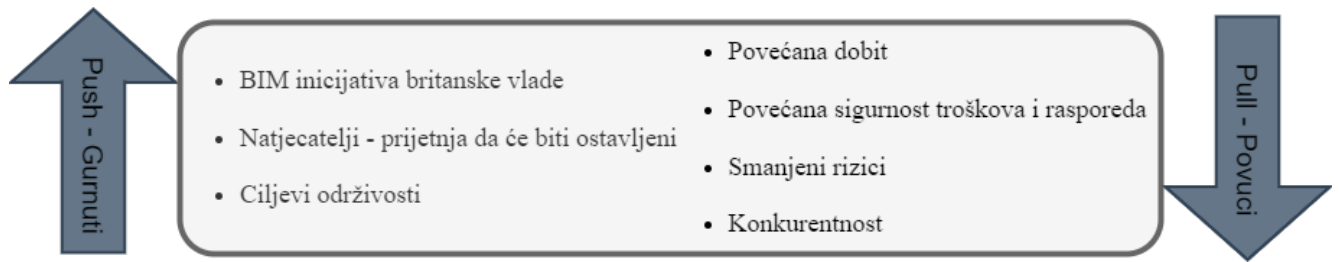 Push - Gurnuti
• BIM inicijativa britanske vlade
• Natjecatelji - prijetnja da će biti ostavljeni
• Ciljevi održivosti
• Povećana dobit
• Povećana sigurnost troškova i rasporeda
• Smanjeni rizici
• Konkurentnost
Pull - Povuci